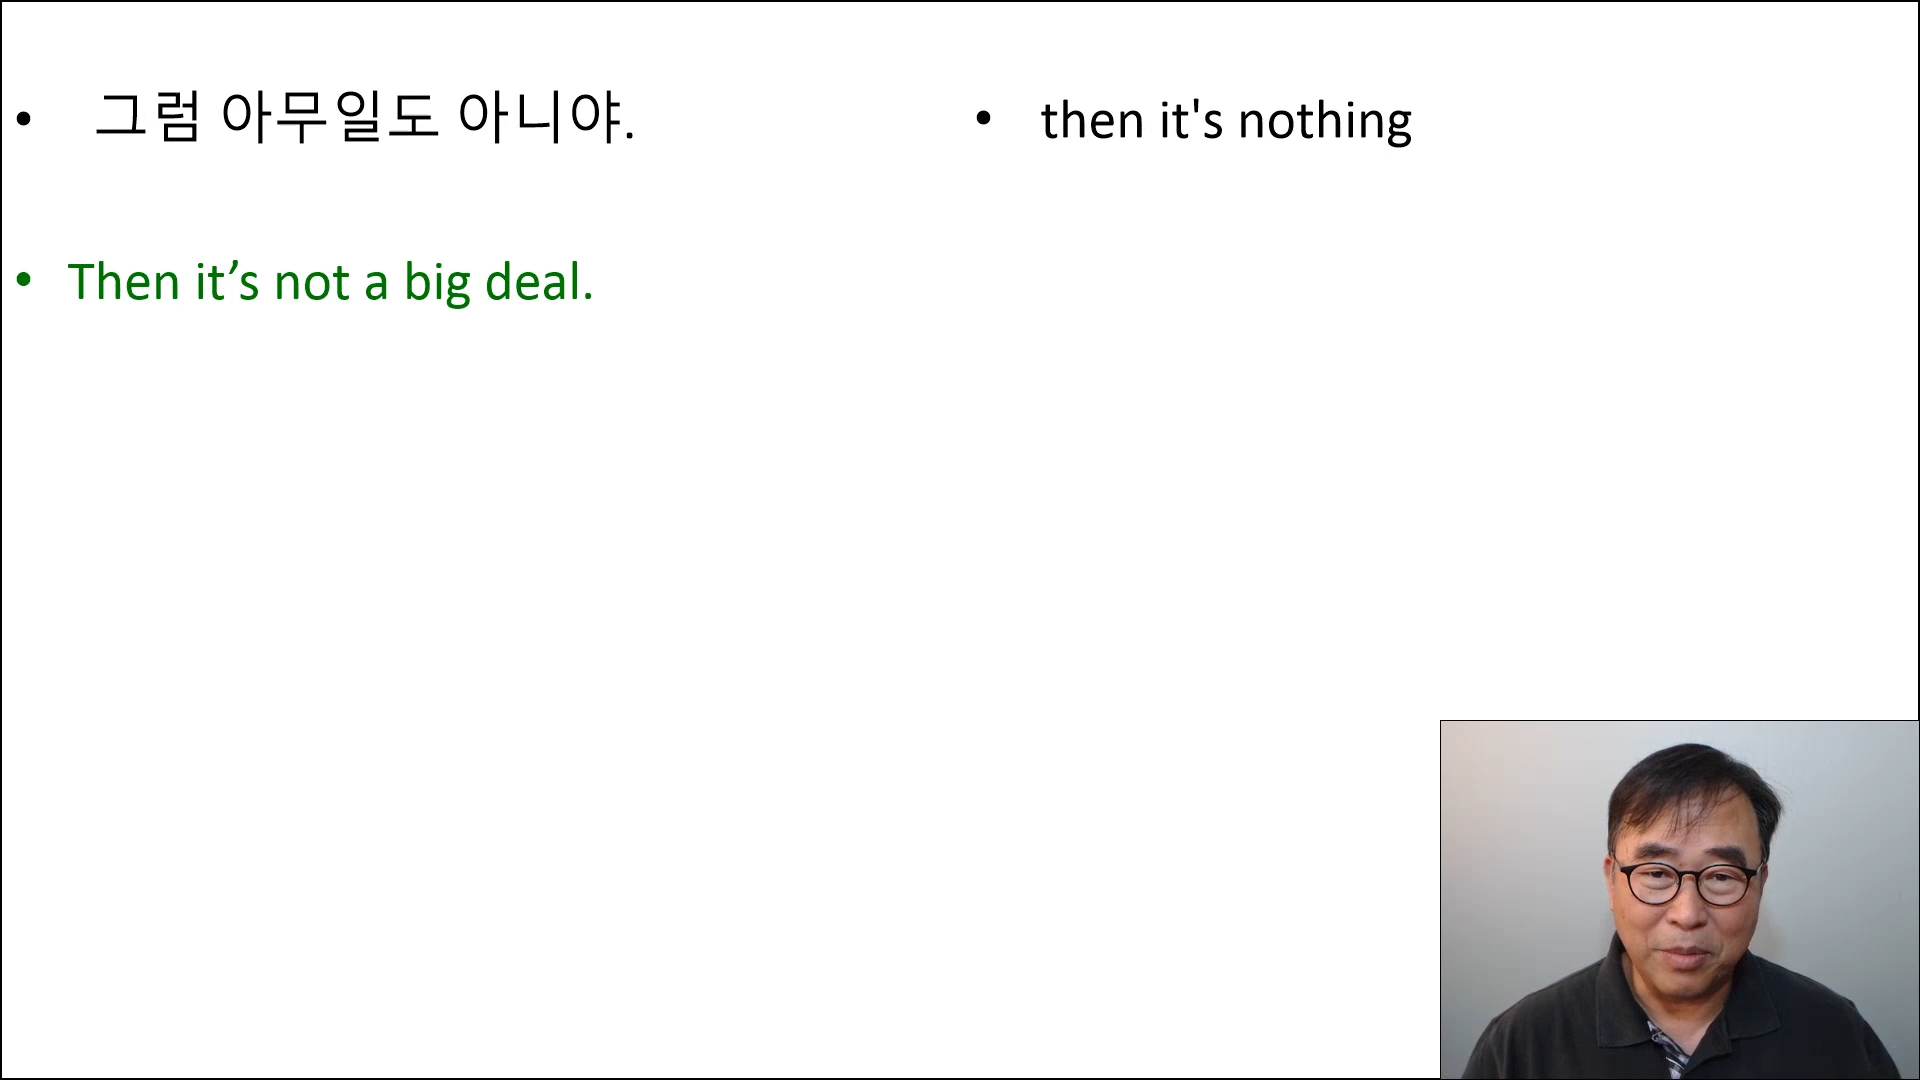 • 그럼 아무일도 아니야.
• then it's nothing
• Then it’s not a big deal.